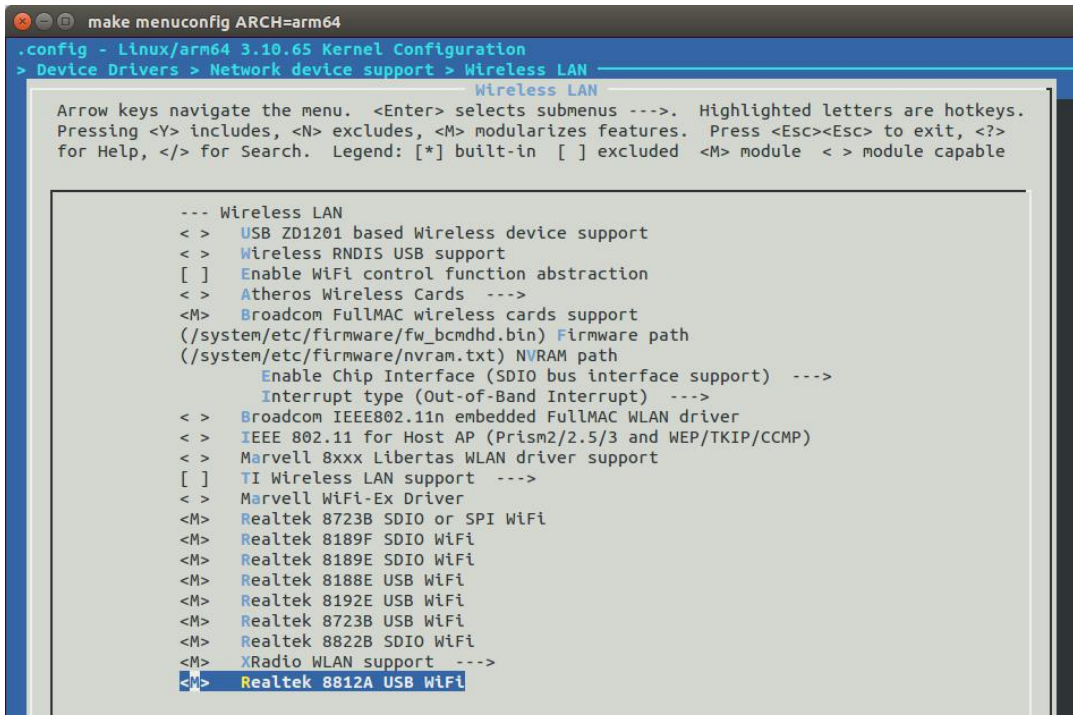 make menuconfig ARCH=arm64
.config - Linux/arm64 3.10.65 Kernel Configuration
> Device Drivers > Network device support > Wireless LAN
Wireless LAN
Arrow keys navigate the menu. <Enter> selects submenus --->. Highlighted letters are hotkeys.
Pressing <Y> includes, <N> excludes, <M> modularizes features. Press <Esc><Esc> to exit, <?>
for Help, </> for Search. Legend: [*] built-in [ ] excluded <M> module < > module capable
--- Wireless LAN
< > USB ZD1201 based Wireless device support
< > Wireless RNDIS USB support
[ ] Enable WiFi control function abstraction
< > Atheros Wireless Cards --->
<M> Broadcom FullMAC wireless cards support
(/system/etc/firmware/fw_bcmdhd.bin) Firmware path
(/system/etc/firmware/nvram.txt) NVRAM path
Enable Chip Interface (SDIO bus interface support) --->
Interrupt type (Out-of-Band Interrupt) --->
< > Broadcom IEEE802.11n embedded FullMAC WLAN driver
< > IEEE 802.11 for Host AP (Prism2/2.5/3 and WEP/TKIP/CCMP)
< > Marvell 8xxx Libertas WLAN driver support
[ ] TI Wireless LAN support --->
< > Marvell WiFi-Ex Driver
<M> Realtek 8723B SDIO or SPI WiFi
<M> Realtek 8189F SDIO WiFi
<M> Realtek 8189E SDIO WiFi
<M> Realtek 8188E USB WiFi
<M> Realtek 8192E USB WiFi
<M> Realtek 8723B USB WiFi
<M> Realtek 8822B SDIO WiFi
<M> XRadio WLAN support --->
<M> Realtek 8812A USB WiFi